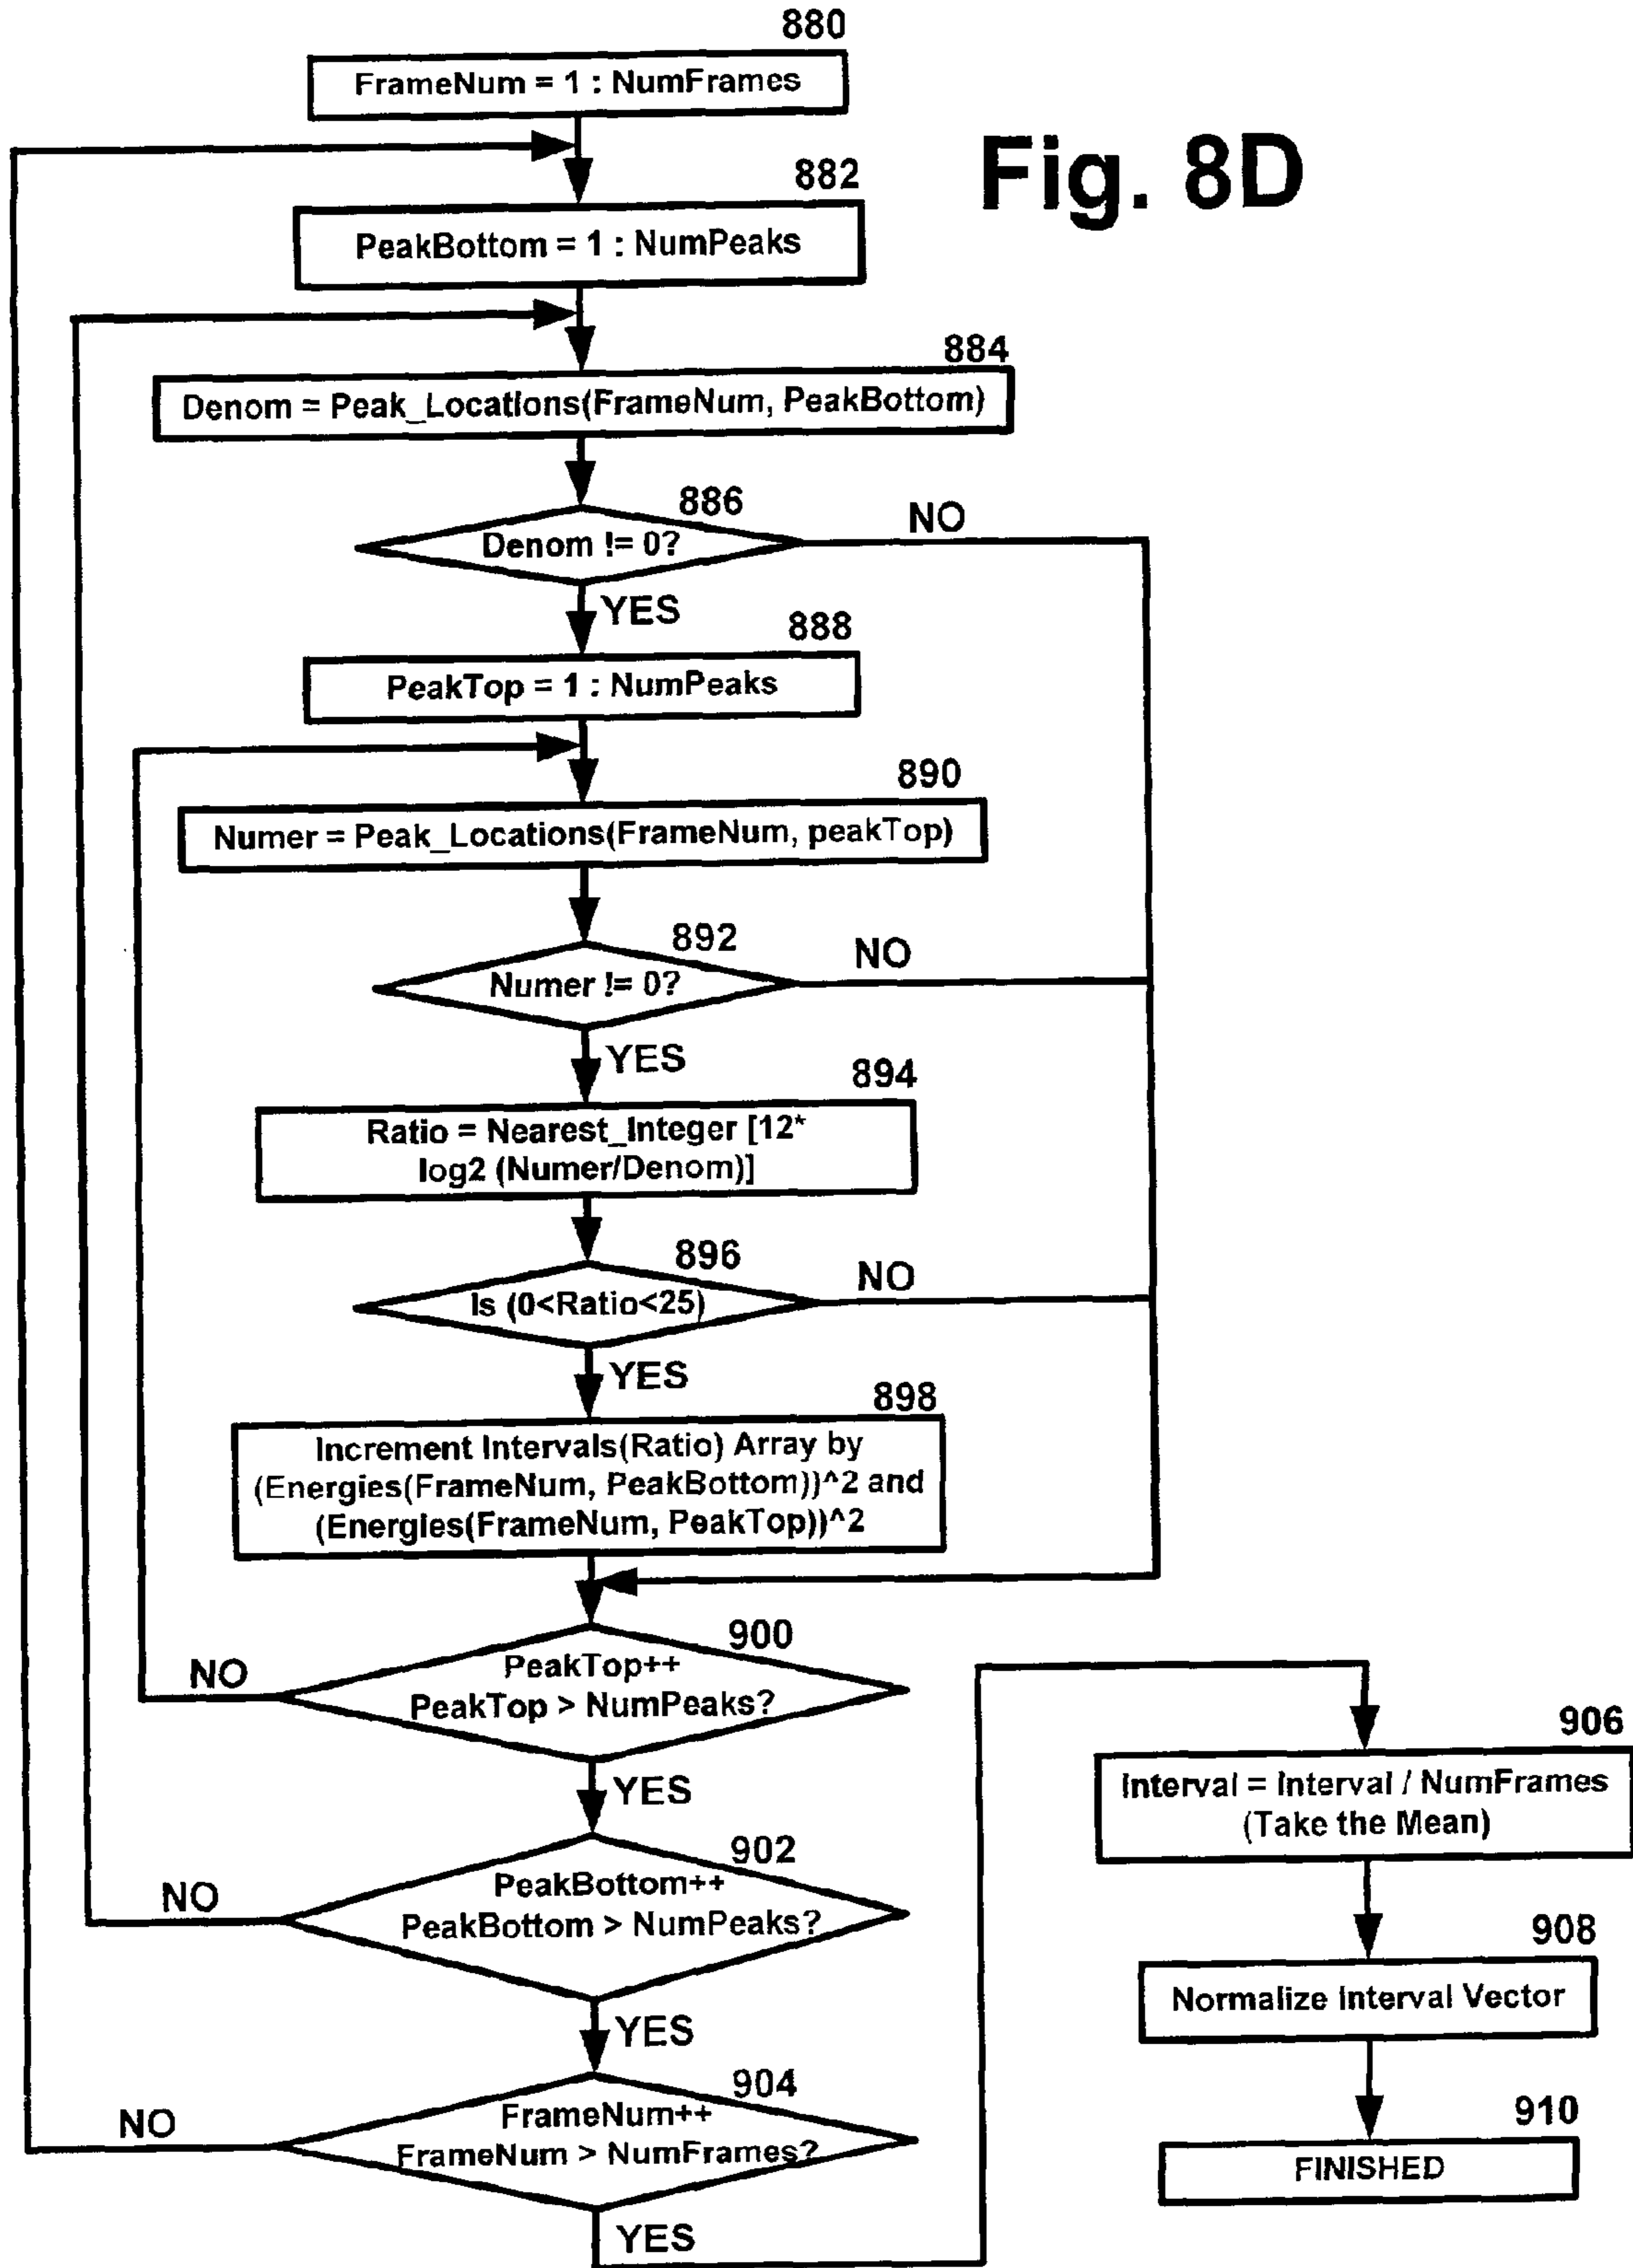 880
FrameNum = 1 : NumFrames
Fig. 8D
882
PeakBottom = 1 : NumPeaks
884
Denom = Peak_Locations(FrameNum, PeakBottom)
886
Denom != 0?
NO
YES
888
PeakTop = 1 : NumPeaks
890
Numer = Peak_Locations(FrameNum, peakTop)
892
Numer != 0?
NO
YES
894
Ratio = Nearest_Integer [12*
log2 (Numer/Denom)]
896
Is (0<Ratio<25)
NO
YES
898
Increment Intervals(Ratio) Array by
(Energies(FrameNum, PeakBottom))^2 and
(Energies(FrameNum, PeakTop))^2
900
PeakTop++
PeakTop > NumPeaks?
NO
YES
902
PeakBottom++
PeakBottom > NumPeaks?
NO
YES
904
FrameNum++
FrameNum > NumFrames?
NO
YES
906
Interval = Interval / NumFrames
(Take the Mean)
908
Normalize Interval Vector
910
FINISHED